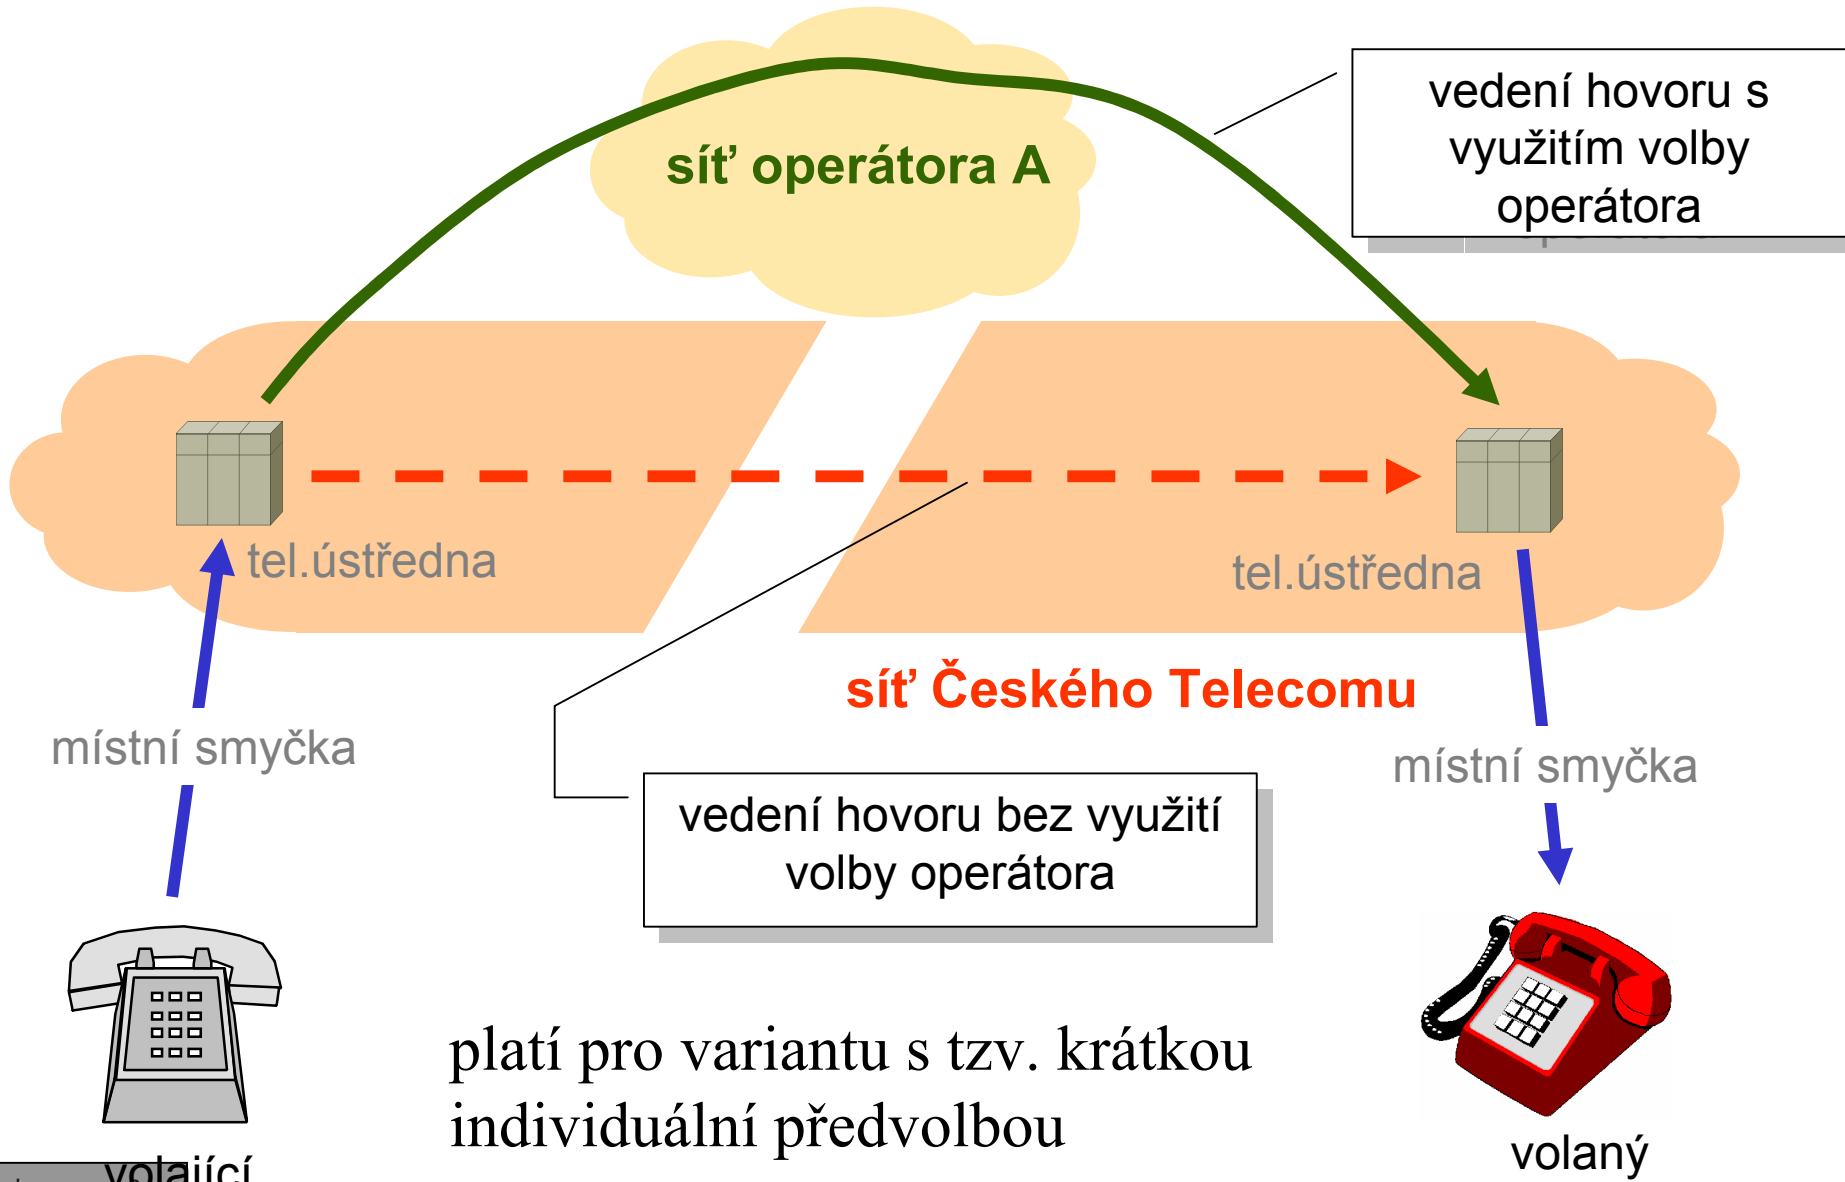 vedení hovoru s
využitím volby
operátora
síť operátora A
tel.ústředna
tel.ústředna
síť Českého Telecomu
místní smyčka
místní smyčka
vedení hovoru bez využití
volby operátora
platí pro variantu s tzv. krátkou
individuální předvolbou
volaný
volající